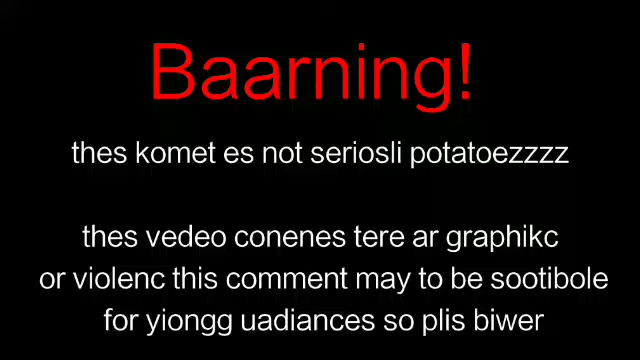 Baarning!
thes komet es not seriosli potatoezzzz
thes vedeo conenes tere ar graphikc
or violenc this comment may to be sootibole
for yiongg uadiances so plis biwer